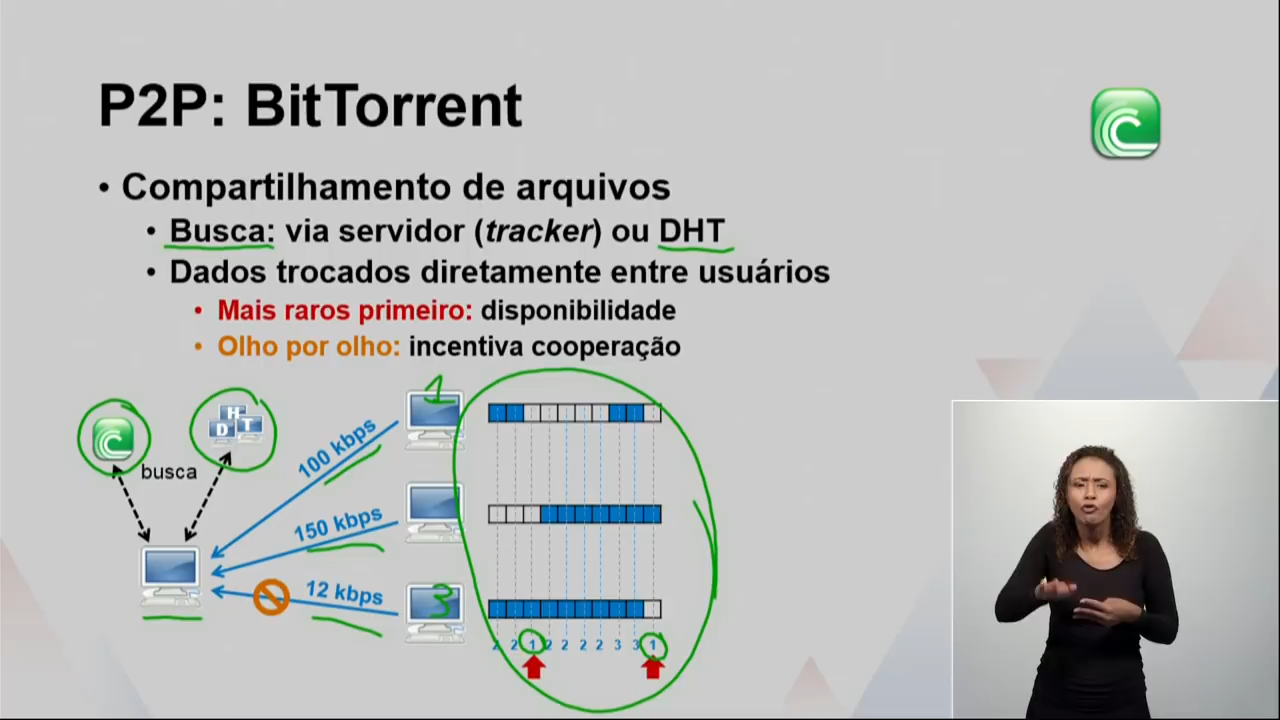 P2P: BitTorrent
• Compartilhamento de arquivos
• Busca: via servidor (tracker) ou DHT
• Dados trocados diretamente entre usuários
• Mais raros primeiro: disponibilidade
• Olho por olho: incentiva cooperação
1
H
D T
busca
100 kbps
150 kbps
12 kbps
3
2 2 1 2 2 2 2 3 3 1